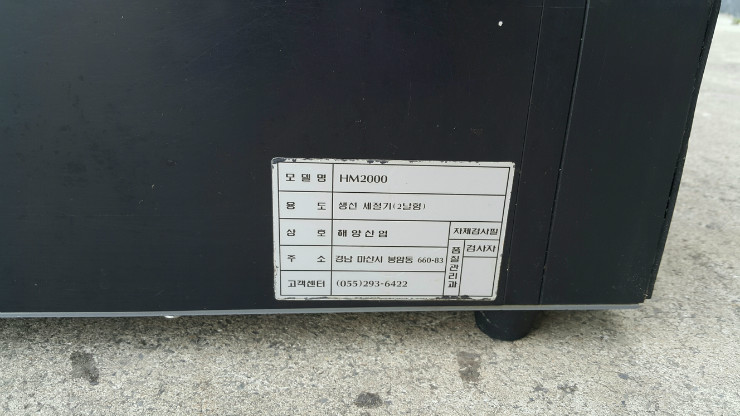 모델명 HM2000
용도 생선 세절기(2날형)
상호 해양산업
자체검사필
주소 경남 마산시 봉암동 660-83
품질관리과
검사자
고객센터 (055)293-6422